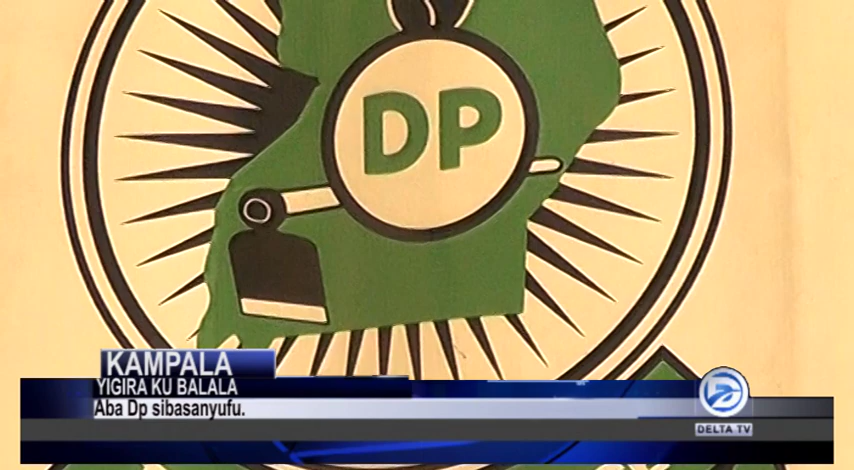 DP
KAMPALA
YIGIRA KU BALALA
Aba Dp sibasanyufu.
DELTA TV